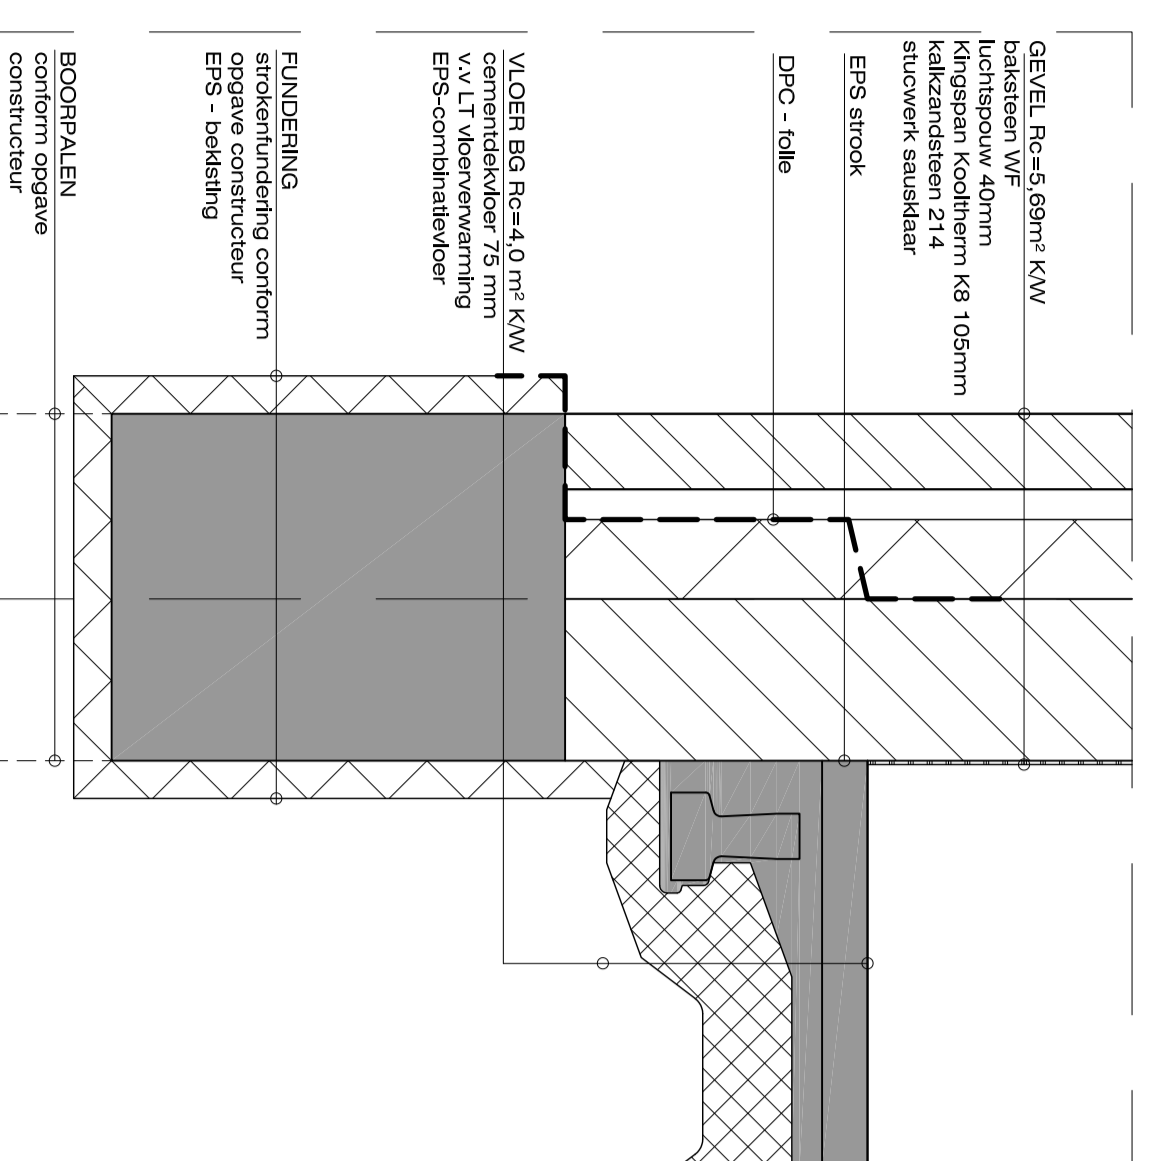 GEVEL Rc=5,69m² K/W
baksteen WF
luchtspouw 40mm
Kingspan Kooltherm K8 105mm
kalkzandsteen 214
stucwerk sausklaar
EPS strook
DPC - folie
VLOER BG Rc=4,0 m² K/W
cementdekvloer 75 mm
v.v LT vloerverwarming
EPS-combinatievloer
FUNDERING
strokenfundering conform
opgave constructeur
EPS - bekisting
BOORPALEN
conform opgave
constructeur